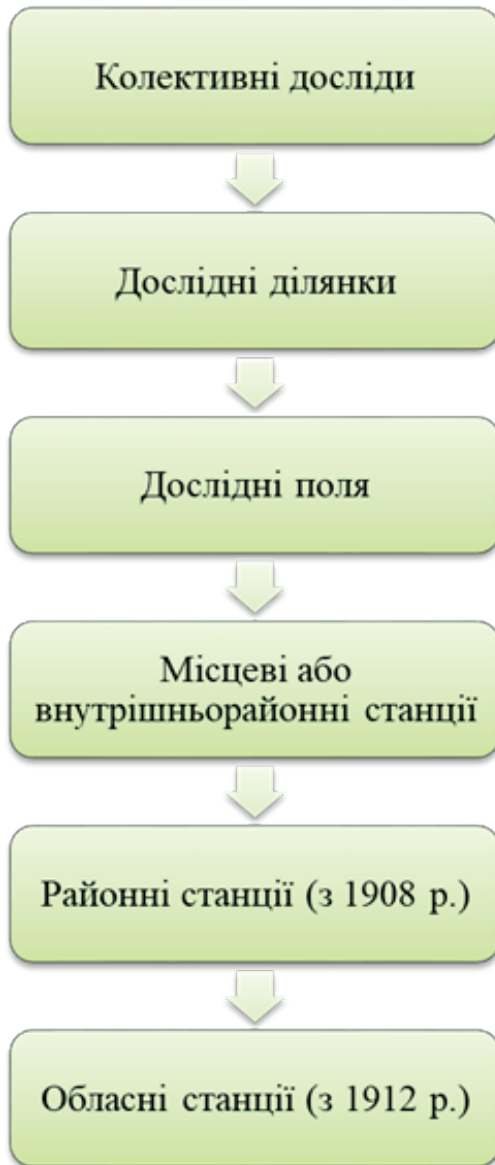 Колективні досліди
Дослідні ділянки
Дослідні поля
Місцеві або
внутрішньорайонні станції
Районні станції (з 1908 р.)
Обласні станції (з 1912 р.)